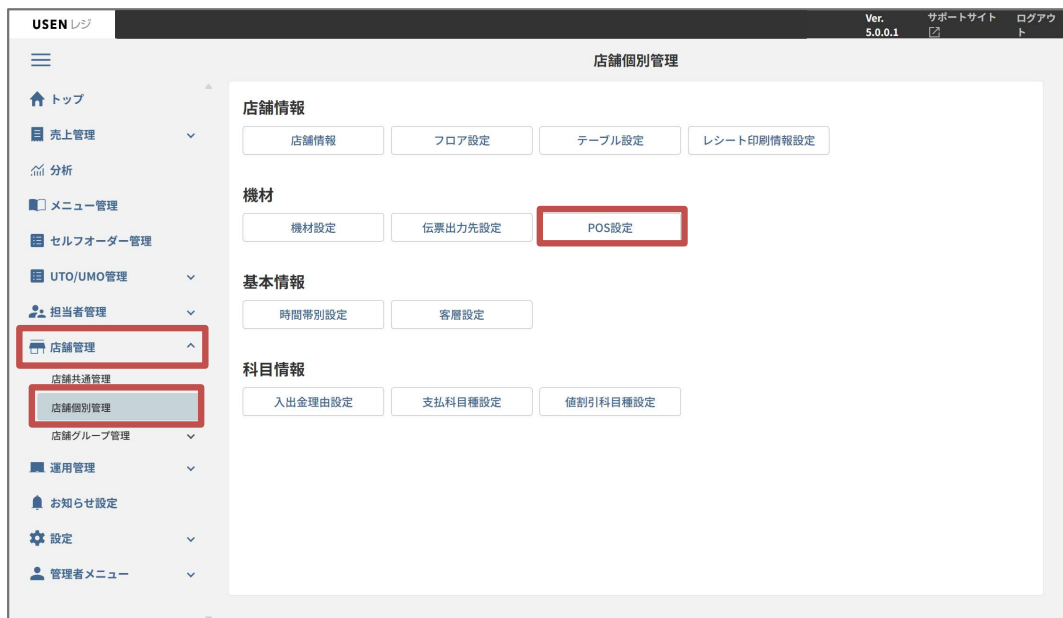 USEN レジ
Ver.
5.0.0.1
サポートサイト
ログアウ
ト
店舗個別管理
トップ
売上管理
分析
メニュー管理
セルフオーダー管理
UTO/UMO管理
担当者管理
店舗管理
店舗共通管理
店舗個別管理
店舗グループ管理
運用管理
お知らせ設定
設定
管理者メニュー
店舗情報
店舗情報 フロア設定 テーブル設定 レシート印刷情報設定
機材
機材設定 伝票出力先設定 POS設定
基本情報
時間帯別設定 客層設定
科目情報
入出金理由設定 支払科目種設定 値割引科目種設定